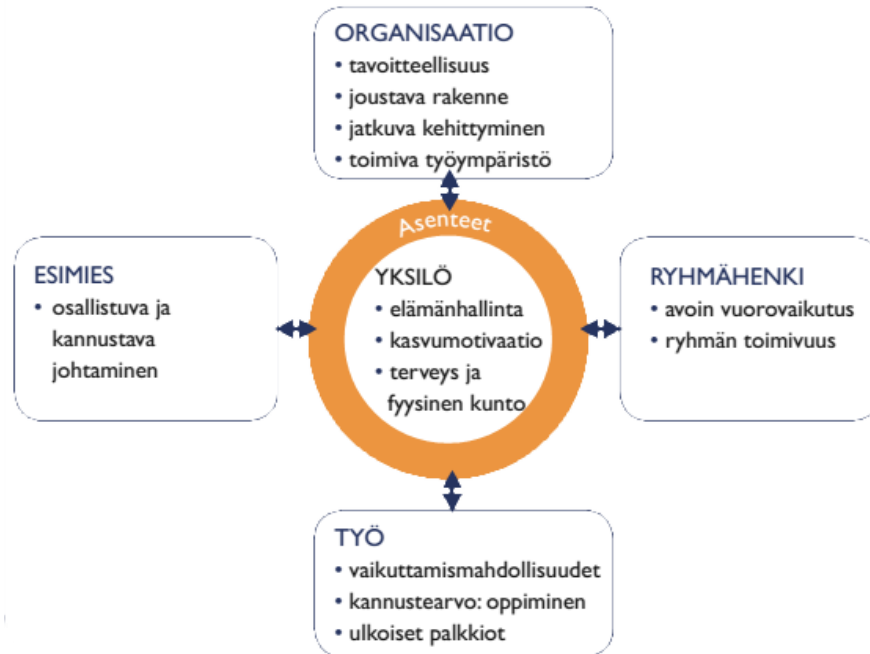 ORGANISAATIO
• tavoitteellisuus
• joustava rakenne
• jatkuva kehittyminen
• toimiva työympäristö
Asenteet
ESIMIES
• osallistuva ja
kannustava
johtaminen
YKSILÖ
• elämänhallinta
• kasvumotivaatio
• terveys ja
fyysinen kunto
RYHMÄHENKI
• avoin vuorovaikutus
• ryhmän toimivuus
TYÖ
• vaikuttamismahdollisuudet
• kannustearvo: oppiminen
• ulkoiset palkkiot